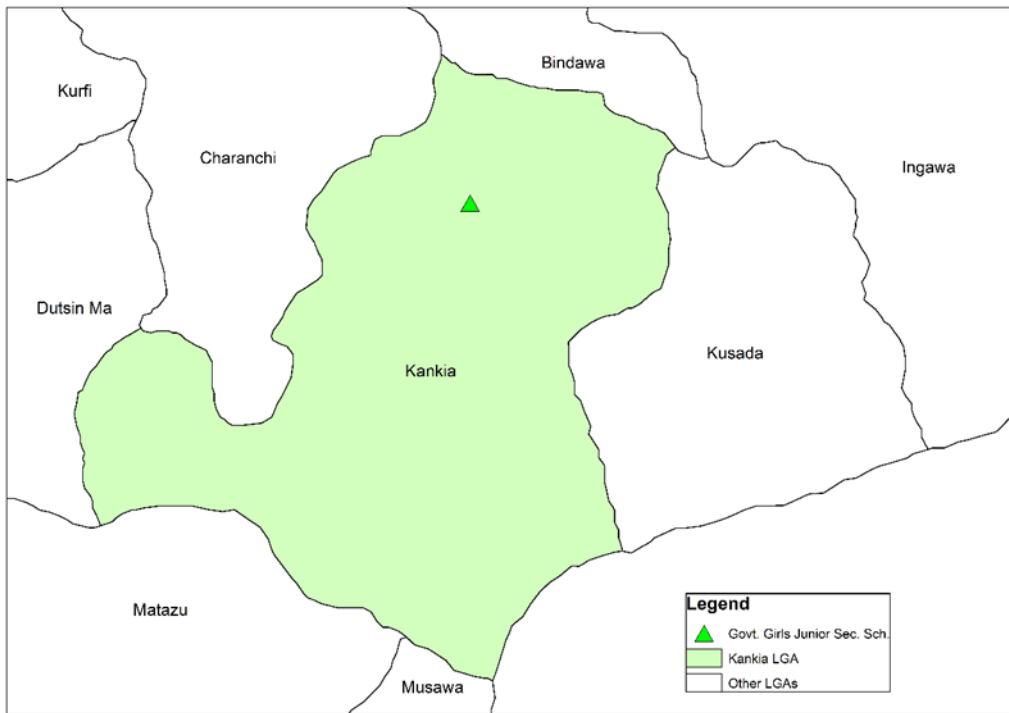 Bindawa
Kurfi
Charanchi
Ingawa
Dutsin Ma
Kusada
Kankia
Matazu
Musawa
Legend
Govt. Girls Junior Sec. Sch.
Kankia LGA
Other LGAs